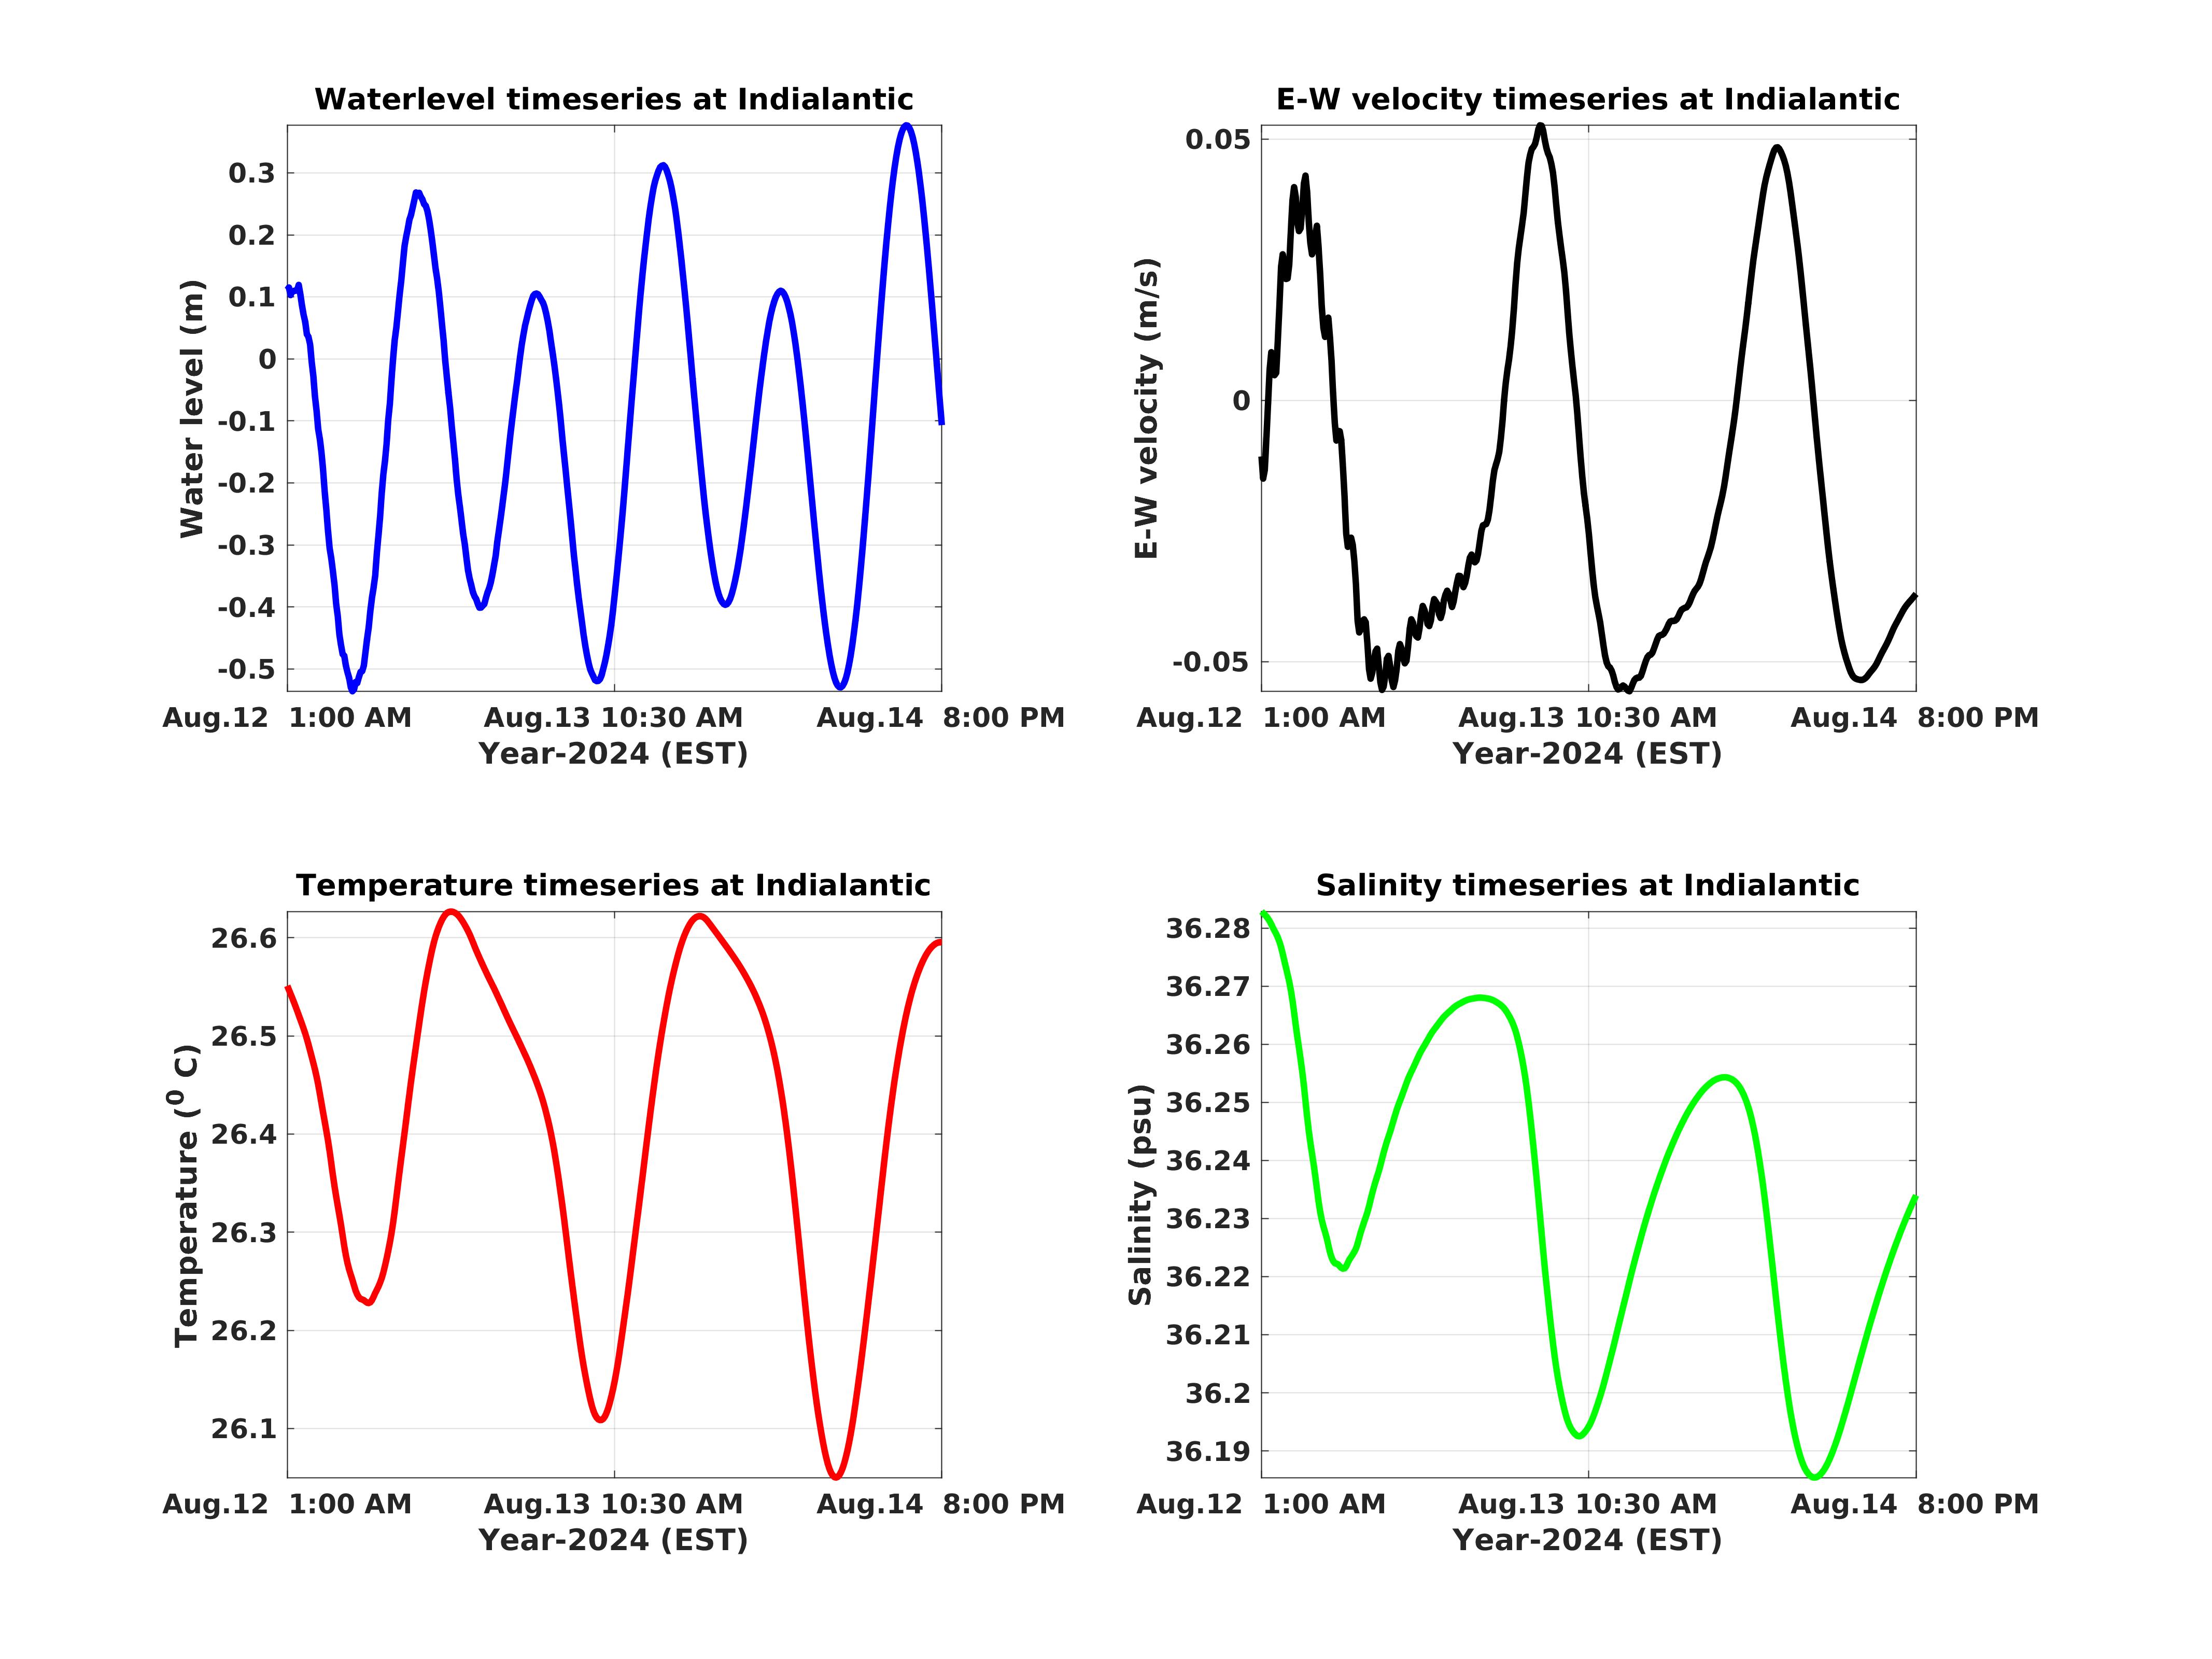 Waterlevel timeseries at Indialantic
Water level (m)
0.3
0.2
0.1
0
-0.1
-0.2
-0.3
-0.4
-0.5
Aug.12 1:00 AM Aug.13 10:30 AM Aug.14 8:00 PM
Year-2024 (EST)
E-W velocity timeseries at Indialantic
E-W velocity (m/s)
0.05
0
-0.05
Aug.12 1:00 AM Aug.13 10:30 AM Aug.14 8:00 PM
Year-2024 (EST)
Temperature timeseries at Indialantic
Temperature (⁰ C)
26.6
26.5
26.4
26.3
26.2
26.1
Aug.12 1:00 AM Aug.13 10:30 AM Aug.14 8:00 PM
Year-2024 (EST)
Salinity timeseries at Indialantic
Salinity (psu)
36.28
36.27
36.26
36.25
36.24
36.23
36.22
36.21
36.2
36.19
Aug.12 1:00 AM Aug.13 10:30 AM Aug.14 8:00 PM
Year-2024 (EST)